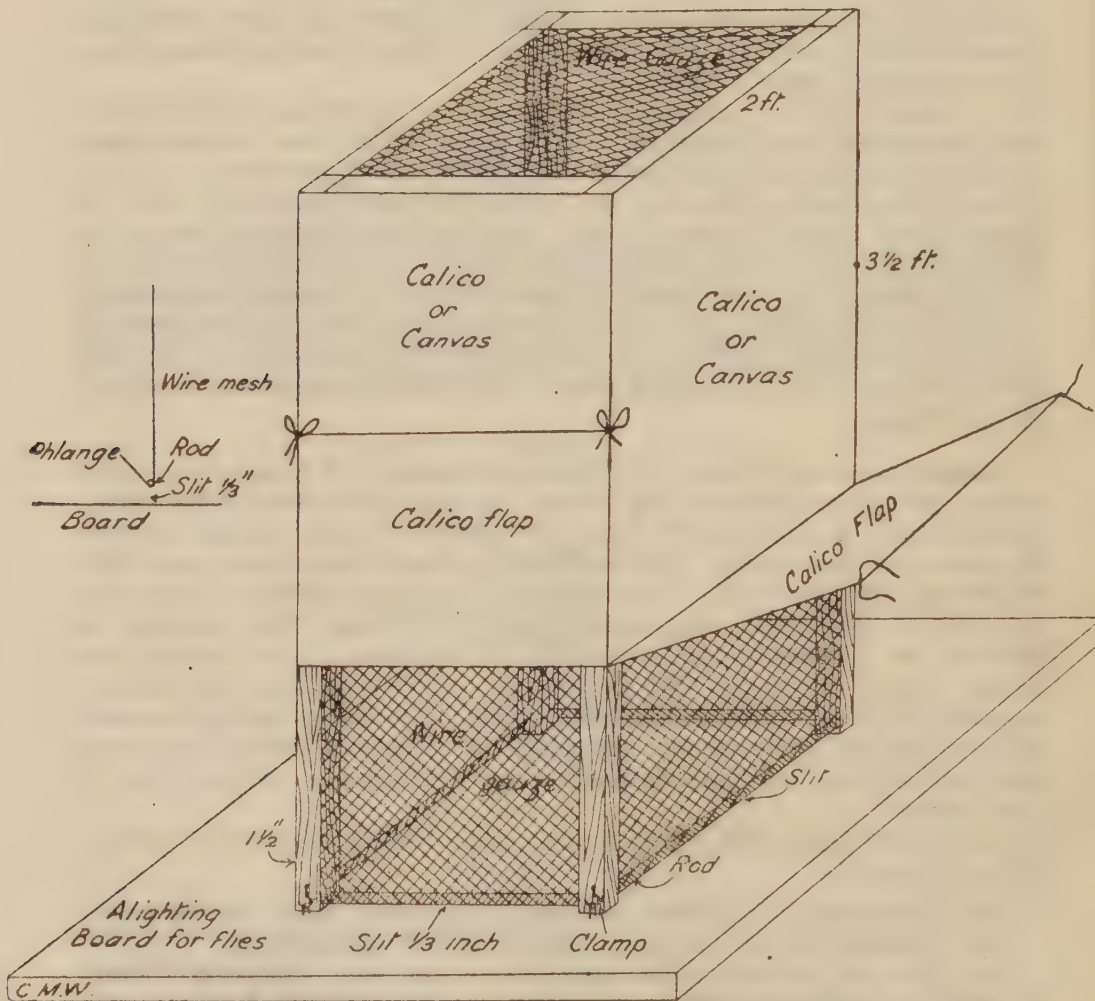 Wire Gauze
2 ft.
3½ ft.
Calico
or
Canvas
Calico
or
Canvas
Wire mesh
Phlange
Rod
Slit ⅓"
Board
Calico flap
Calico Flap
Wire
gauze
Slit
Rod
1½"
Alighting
Board for flies
Slit ⅓ inch
Clamp
C M.W.